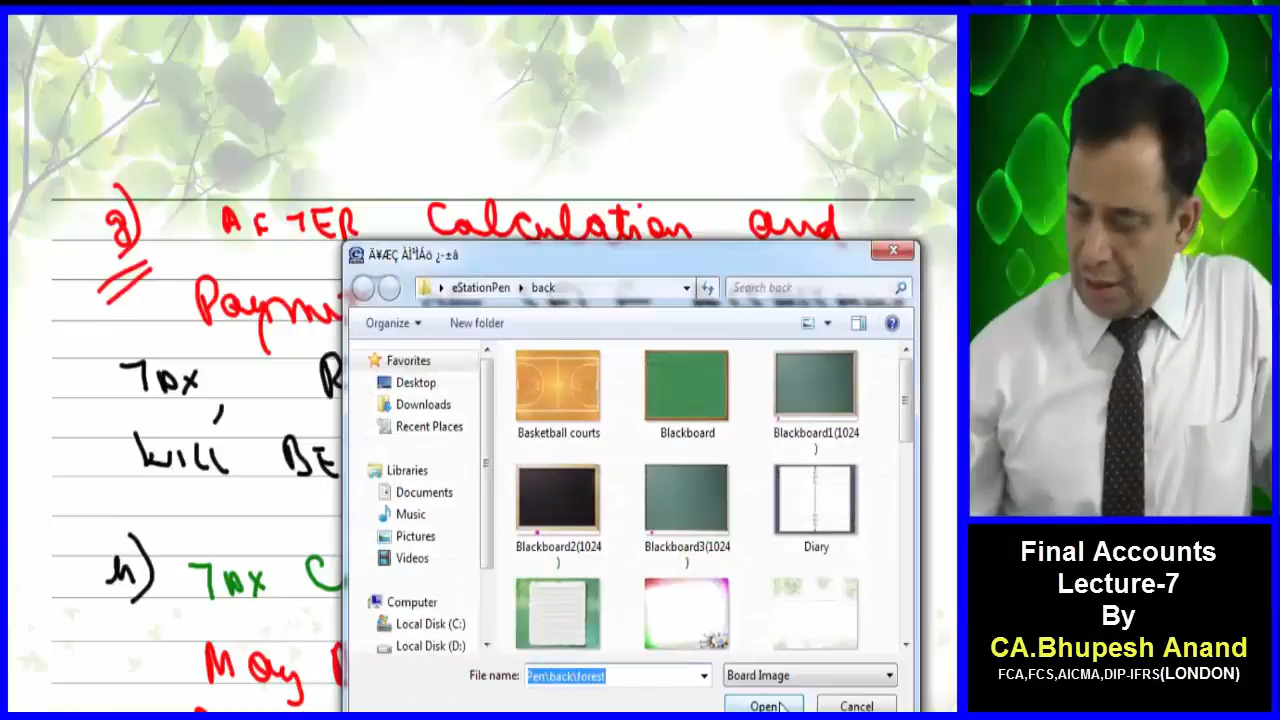 g) AFTER Calculation and
Ä¥ÆÇ ÀÌ¹ÌÁö ¿­±â
eStationPen back
Search back
Organize
New folder
Favorites
Desktop
Downloads
Recent Places
Libraries
Documents
Music
Pictures
Videos
Computer
Local Disk (C:)
Local Disk (D:)
Basketball courts
Blackboard
Blackboard1(1024
)
Blackboard2(1024
)
Blackboard3(1024
)
Diary
File name:
Pen\back\forest
Board Image
Open
Cancel
TAX
WILL BE
h) TAX
May
Final Accounts
Lecture-7
By
CA.Bhupesh Anand
FCA,FCS,AICMA,DIP-IFRS(LONDON)